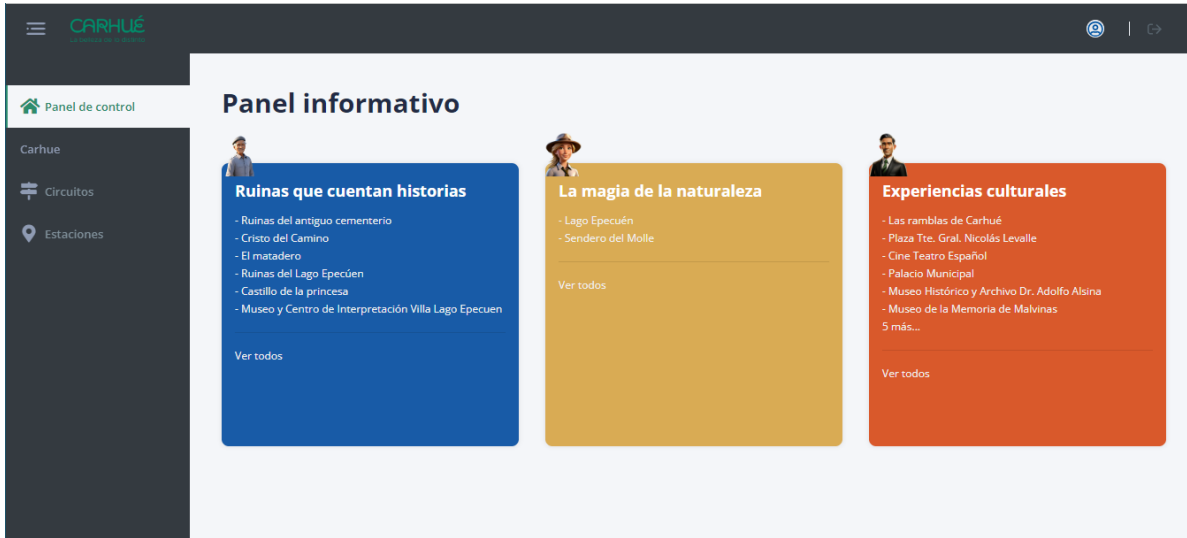 CARHUÉ
Panel de control
Carhue
Circuitos
Estaciones
Panel informativo
Ruinas que cuentan historias
- Ruinas del antiguo cementerio
- Cristo del Camino
- El matadero
- Ruinas del Lago Epecúen
- Castillo de la princesa
- Museo y Centro de Interpretación Villa Lago Epecuen
Ver todos
La magia de la naturaleza
- Lago Epecuén
- Sendero del Molle
Ver todos
Experiencias culturales
- Las ramblas de Carhué
- Plaza Tte. Gral. Nicolás Levalle
- Cine Teatro Español
- Palacio Municipal
- Museo Histórico y Archivo Dr. Adolfo Alsina
- Museo de la Memoria de Malvinas
5 más...
Ver todos